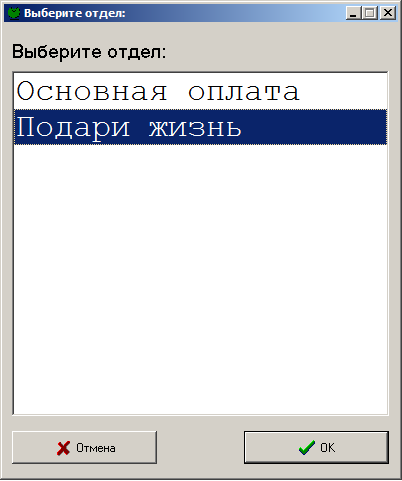 Выберите отдел:
Выберите отдел:
Основная оплата
Подари жизнь
Отмена
OK